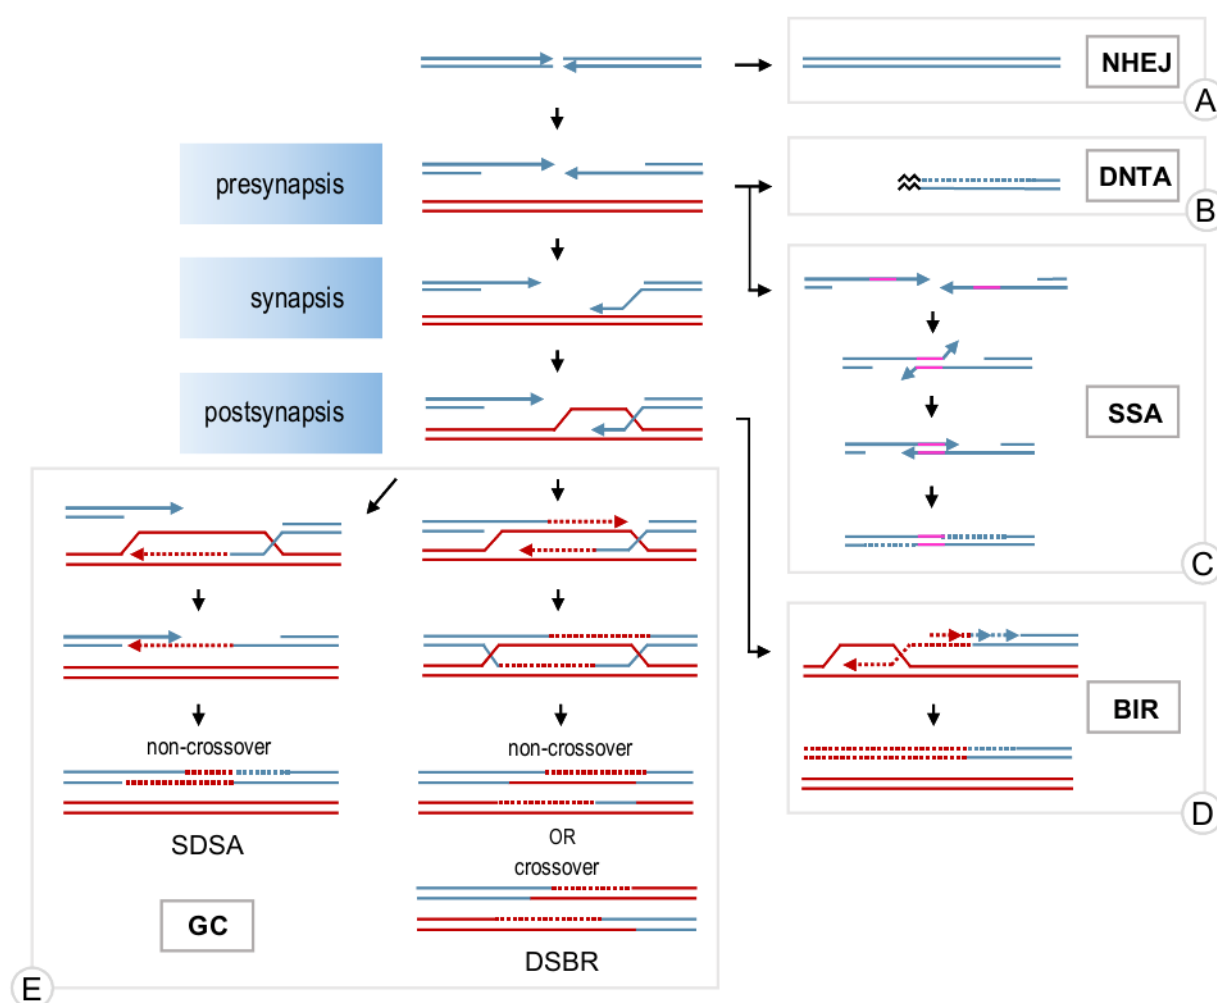 NHEJ
A
presynapsis
DNTA
B
synapsis
postsynapsis
SSA
C
non-crossover
non-crossover
BIR
D
SDSA
OR
crossover
GC
DSBR
E